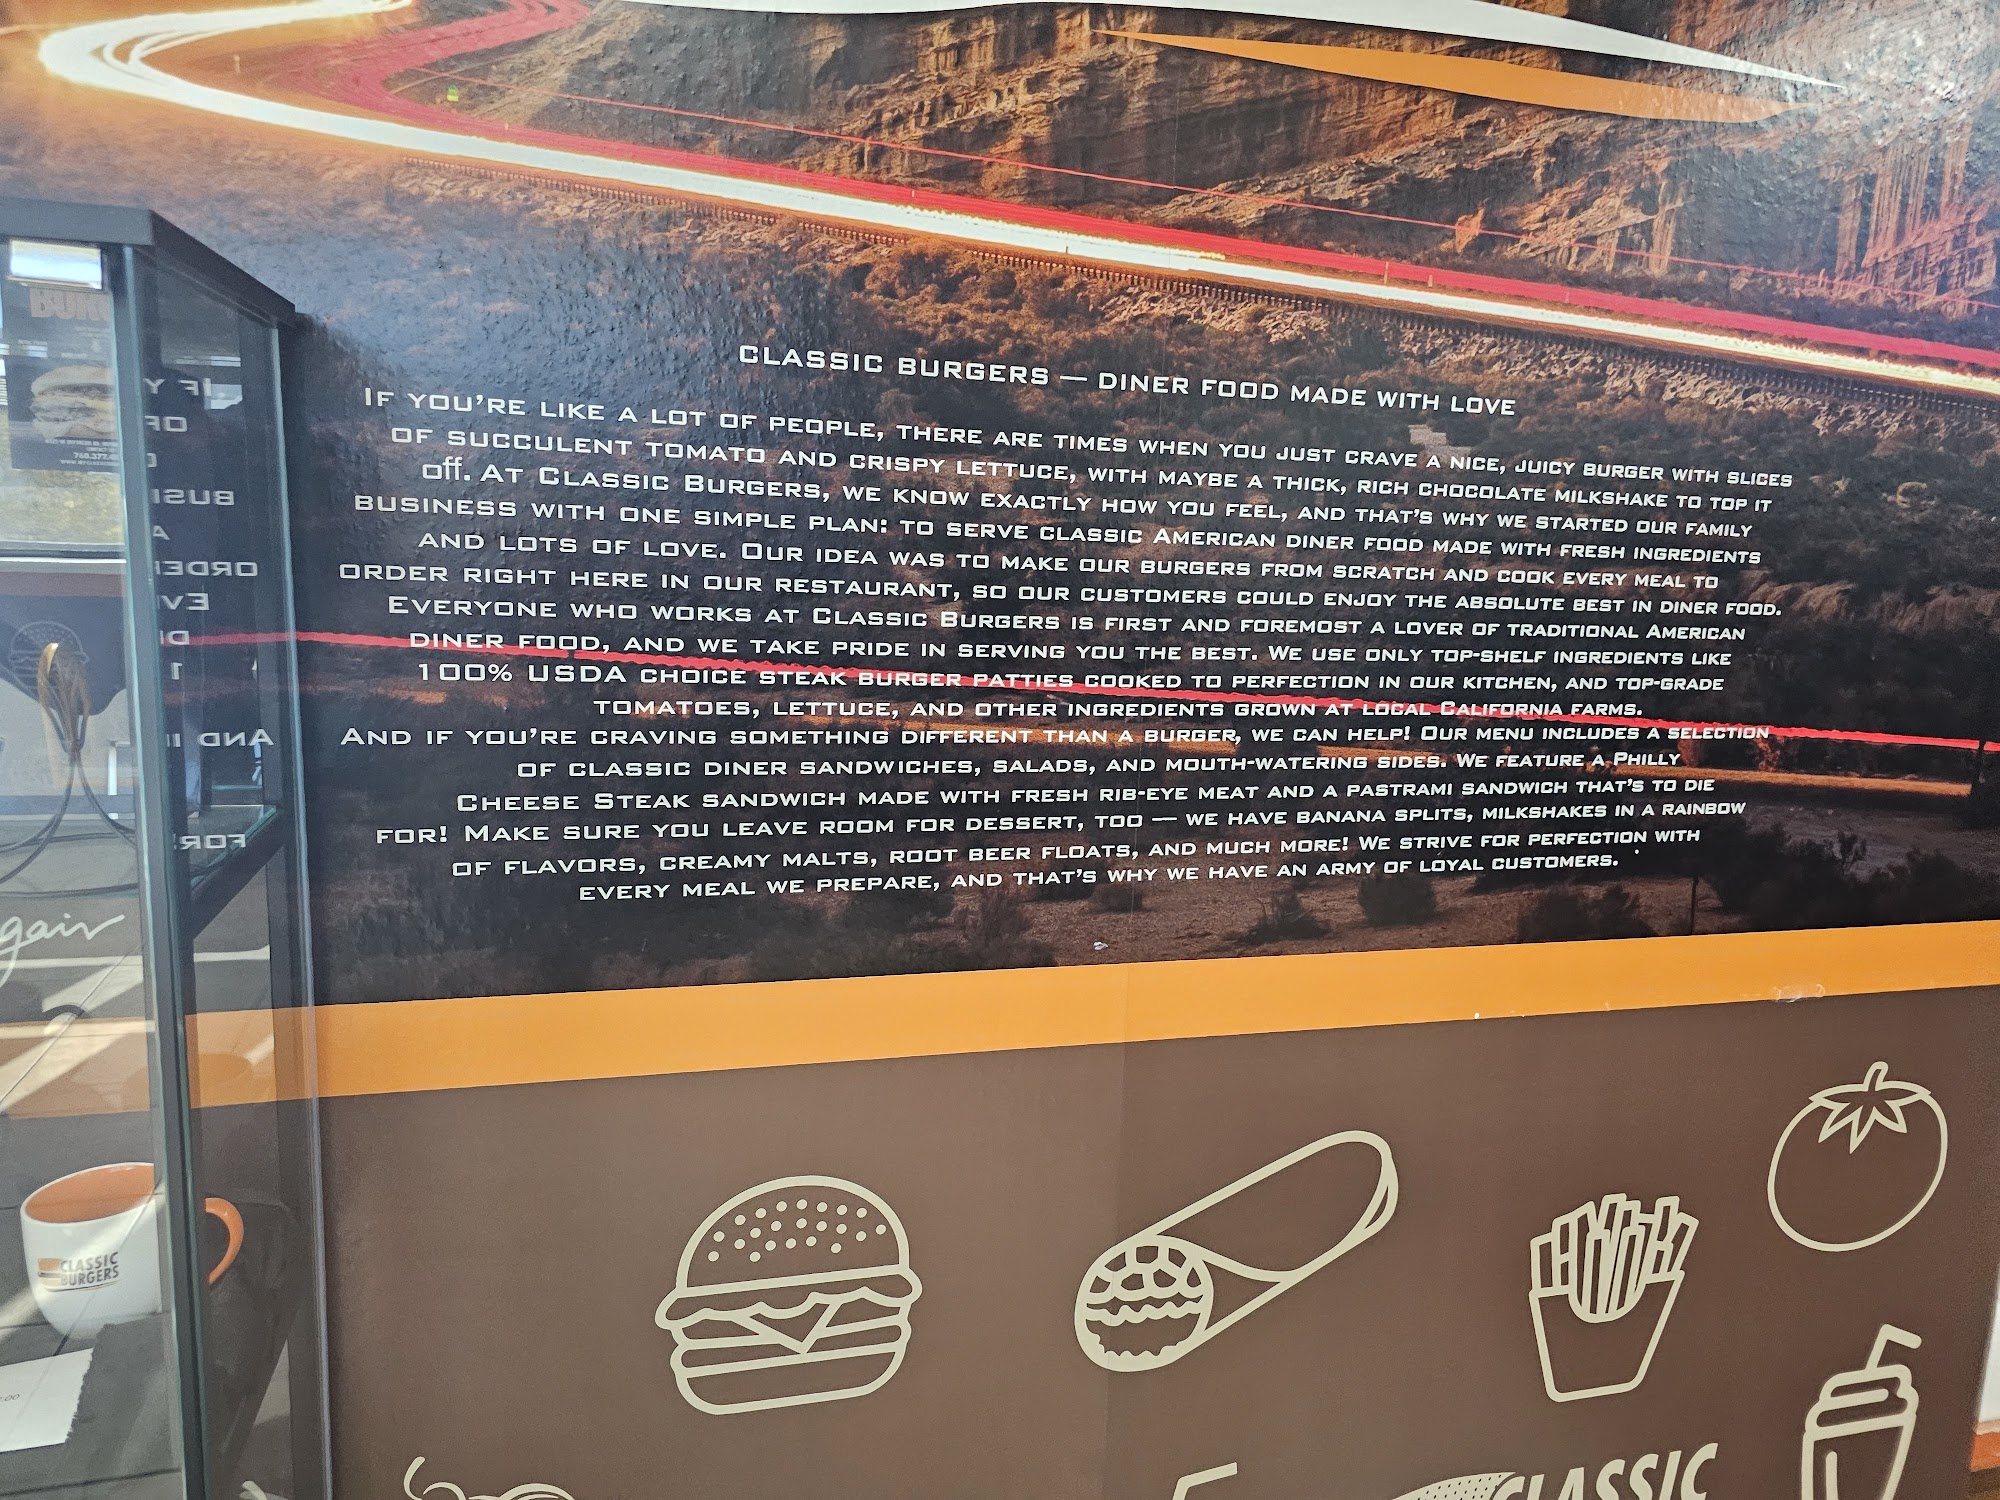 CLASSIC BURGERS — DINER FOOD MADE WITH LOVE
IF YOU'RE LIKE A LOT OF PEOPLE, THERE ARE TIMES WHEN YOU JUST CRAVE A NICE, JUICY BURGER WITH SLICES
OF SUCCULENT TOMATO AND CRISPY LETTUCE, WITH MAYBE A THICK, RICH CHOCOLATE MILKSHAKE TO TOP IT
off. AT CLASSIC BURGERS, WE KNOW EXACTLY HOW YOU FEEL, AND THAT'S WHY WE STARTED OUR FAMILY
BUSINESS WITH ONE SIMPLE PLAN: TO SERVE CLASSIC AMERICAN DINER FOOD MADE WITH FRESH INGREDIENTS
AND LOTS OF LOVE. OUR IDEA WAS TO MAKE OUR BURGERS FROM SCRATCH AND COOK EVERY MEAL TO
ORDER RIGHT HERE IN OUR RESTAURANT, SO OUR CUSTOMERS COULD ENJOY THE ABSOLUTE BEST IN DINER FOOD.
EVERYONE WHO WORKS AT CLASSIC BURGERS IS FIRST AND FOREMOST A LOVER OF TRADITIONAL AMERICAN
DINER FOOD, AND WE TAKE PRIDE IN SERVING YOU THE BEST. WE USE ONLY TOP-SHELF INGREDIENTS LIKE
100% USDA CHOICE STEAK BURGER PATTIES COOKED TO PERFECTION IN OUR KITCHEN, AND TOP-GRADE
TOMATOES, LETTUCE, AND OTHER INGREDIENTS GROWN AT LOCAL CALIFORNIA FARMS.
AND IF YOU'RE CRAVING SOMETHING DIFFERENT THAN A BURGER, WE CAN HELP! OUR MENU INCLUDES A SELECTION
OF CLASSIC DINER SANDWICHES, SALADS, AND MOUTH-WATERING SIDES. WE FEATURE A PHILLY
CHEESE STEAK SANDWICH MADE WITH FRESH RIB-EYE MEAT AND A PASTRAMI SANDWICH THAT'S TO DIE
FOR! MAKE SURE YOU LEAVE ROOM FOR DESSERT, TOO — WE HAVE BANANA SPLITS, MILKSHAKES IN A RAINBOW
OF FLAVORS, CREAMY MALTS, ROOT BEER FLOATS, AND MUCH MORE! WE STRIVE FOR PERFECTION WITH
EVERY MEAL WE PREPARE, AND THAT'S WHY WE HAVE AN ARMY OF LOYAL CUSTOMERS.
CLASSIC
BURGERS
CLASSIC